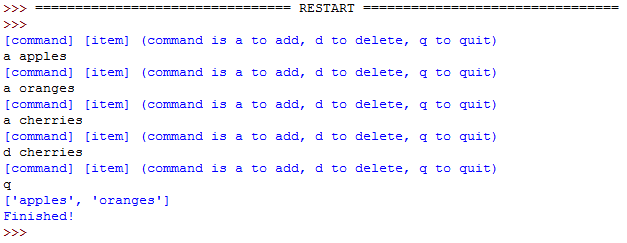 >>> ================================ RESTART ================================
>>>
[command] [item] (command is a to add, d to delete, q to quit)
a apples
[command] [item] (command is a to add, d to delete, q to quit)
a oranges
[command] [item] (command is a to add, d to delete, q to quit)
a cherries
[command] [item] (command is a to add, d to delete, q to quit)
d cherries
[command] [item] (command is a to add, d to delete, q to quit)
q
['apples', 'oranges']
Finished!
>>>